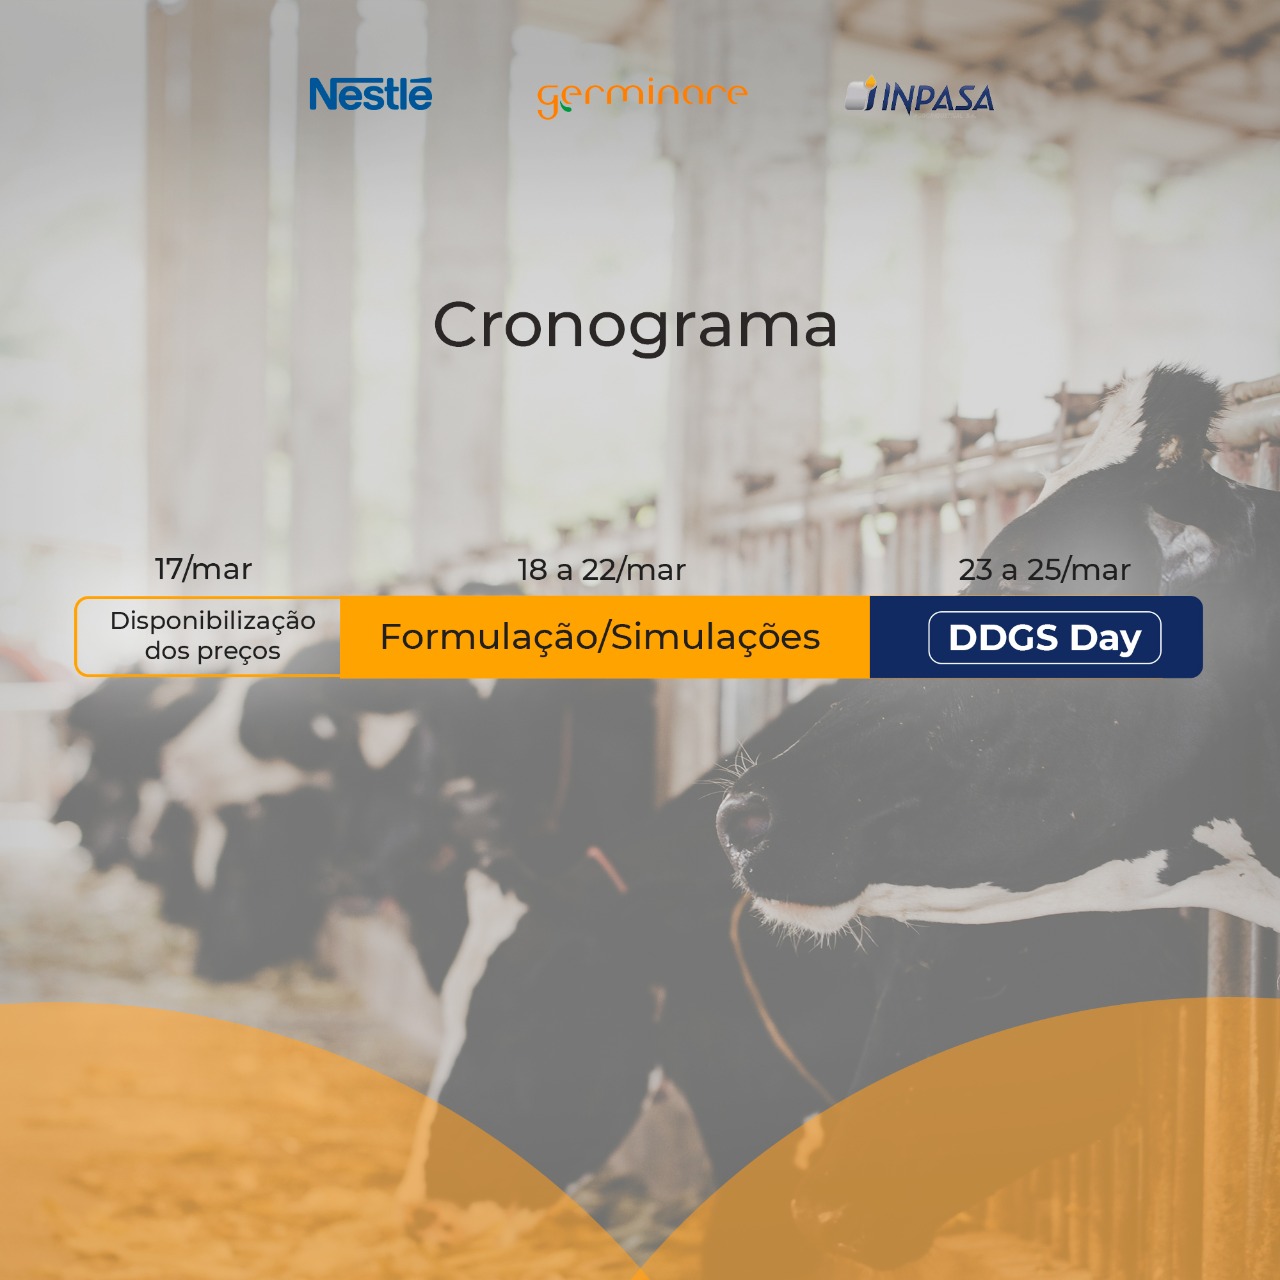 Nestlé
germinare
INPASA
Cronograma
17/mar
18 a 22/mar
23 a 25/mar
Disponibilização
dos preços
Formulação/Simulações
DDGS Day